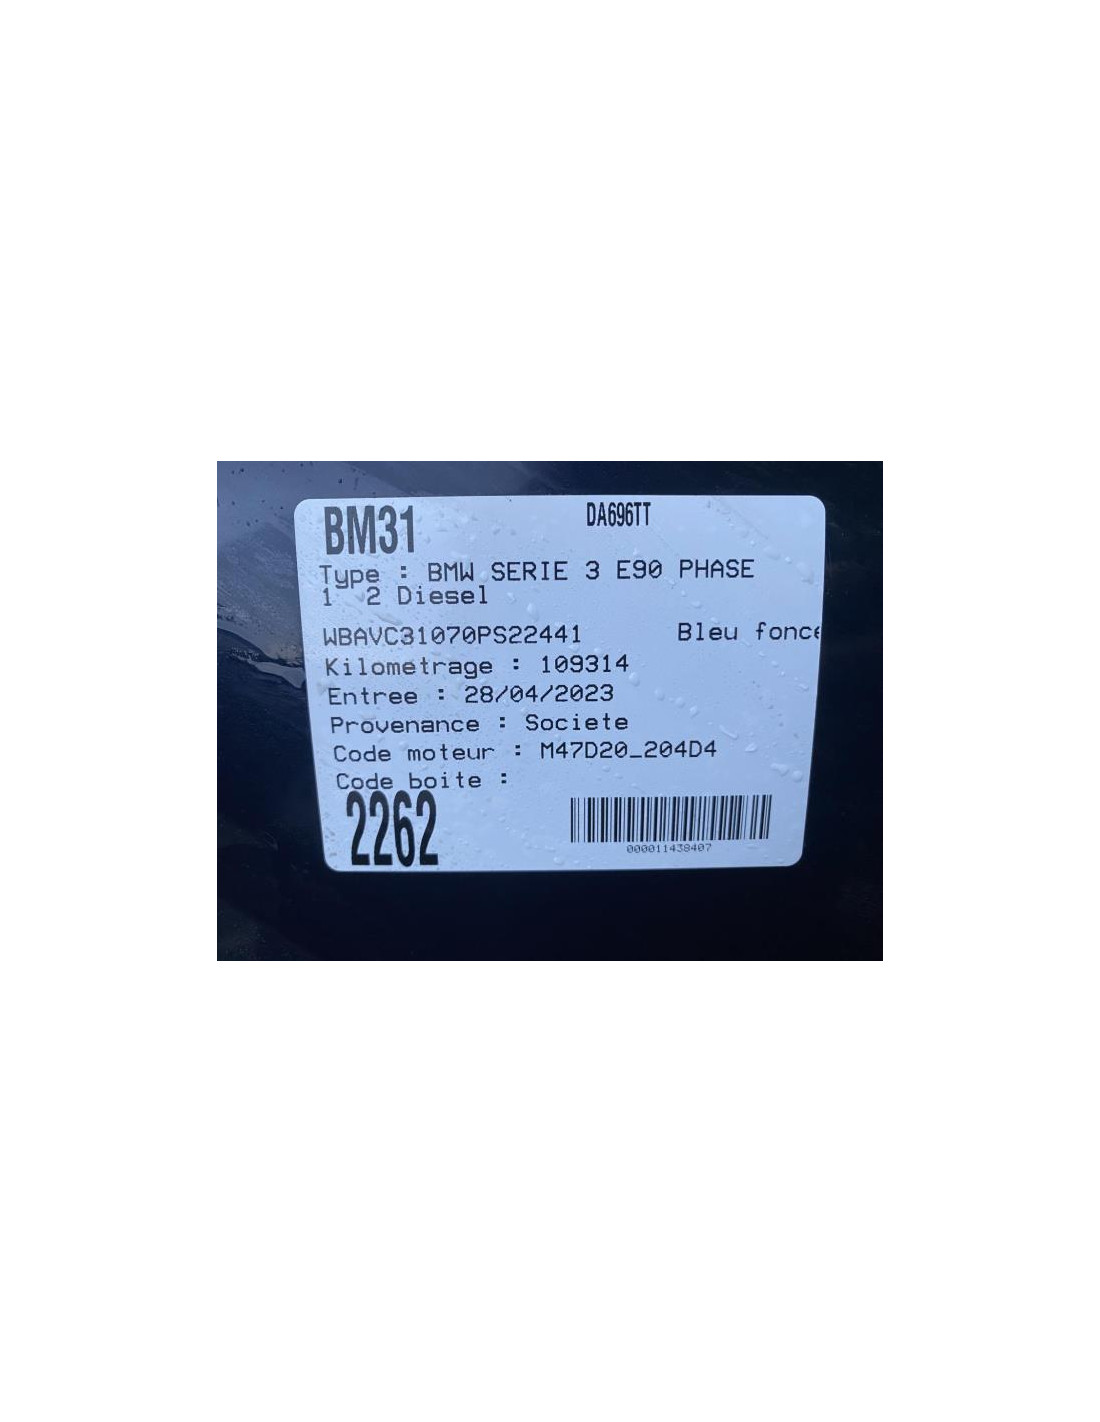 BM31
DA696TT
Type : BMW SERIE 3 E90 PHASE
1 2 Diesel
WBAVC31070PS22441 Bleu fonce
Kilometrage : 109314
Entree : 28/04/2023
Provenance : Societe
Code moteur : M47D20_204D4
Code boite :
2262
000011438407